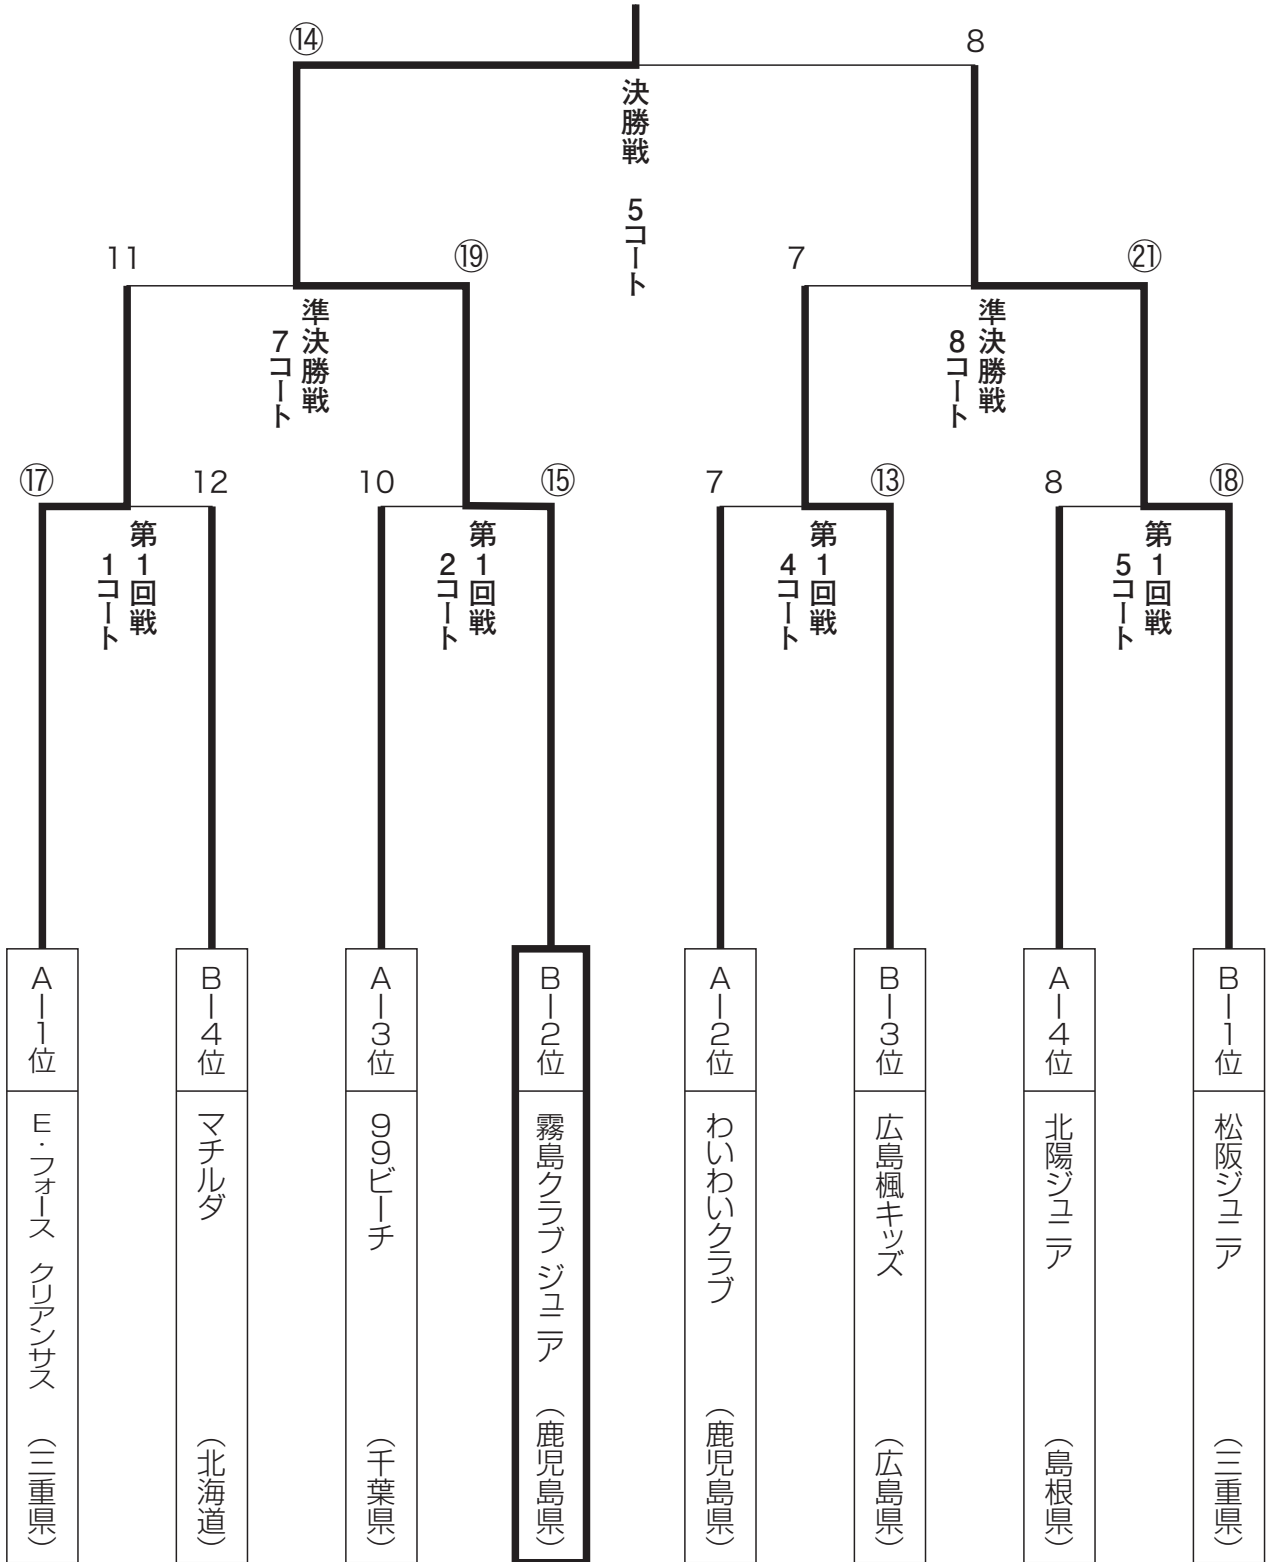 ⑭
8
決勝戦　5コート
11
⑲
7
㉑
準決勝戦
7コート
準決勝戦
8コート
⑰
12
10
⑮
7
⑬
8
⑱
第1回戦
1コート
第1回戦
2コート
第1回戦
4コート
第1回戦
5コート
A－1位
B－4位
A－3位
B－2位
A－2位
B－3位
A－4位
B－1位
E・フォース　クリアンサス　（三重県）
マチルダ　（北海道）
99ビーチ　（千葉県）
霧島クラブ ジュニア　（鹿児島県）
わいわいクラブ　（鹿児島県）
広島楓キッズ　（広島県）
北陽ジュニア　（島根県）
松阪ジュニア　（三重県）